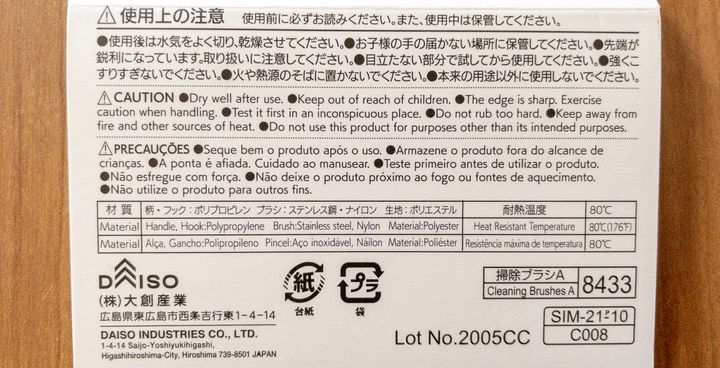 ⚠使用上の注意 使用前に必ずお読みください。また、使用中は保管してください。
●使用後は水気をよく切り、乾燥させてください。●お子様の手の届かない場所に保管してください。●先端が
鋭利になっています。取り扱いに注意してください。●目立たない部分で試してから使用してください。●強くこ
すりすぎないでください。●火や熱源のそばに置かないでください。●本来の用途以外に使用しないでください。
⚠CAUTION ●Dry well after use. ●Keep out of reach of children. ●The edge is sharp. Exercise
caution when handling. ●Test it first in an inconspicuous place. ●Do not rub too hard. ●Keep away from
fire and other sources of heat. ●Do not use this product for purposes other than its intended purposes.
⚠PRECAUÇÕES ●Seque bem o produto após o uso. ●Armazene o produto fora do alcance de
crianças. ●A ponta é afiada. Cuidado ao manusear. ●Teste primeiro antes de utilizar o produto.
●Não esfregue com força. ●Não deixe o produto próximo ao fogo ou fontes de aquecimento.
●Não utilize o produto para outros fins.
材質 柄・フック:ポリプロピレン ブラシ:ステンレス鋼・ナイロン 生地:ポリエステル 耐熱温度 80℃
Material Handle, Hook:Polypropylene Brush:Stainless steel, Nylon Material:Polyester Heat Resistant Temperature 80℃(176℉)
Material Alça, Gancho:Polipropileno Pincel:Aço inoxidável, Náilon Material:Poliéster Resistência máxima de temperatura 80℃
DAISO
(株)大創産業
広島県東広島市西条吉行東1-4-14
DAISO INDUSTRIES CO., LTD.
1-4-14 Saijo-Yoshiyukihigashi,
Higashihiroshima-City, Hiroshima 739-8501 JAPAN
紙
台紙
プラ
袋
掃除ブラシA
Cleaning Brushes A
8433
Lot No.2005CC
C008